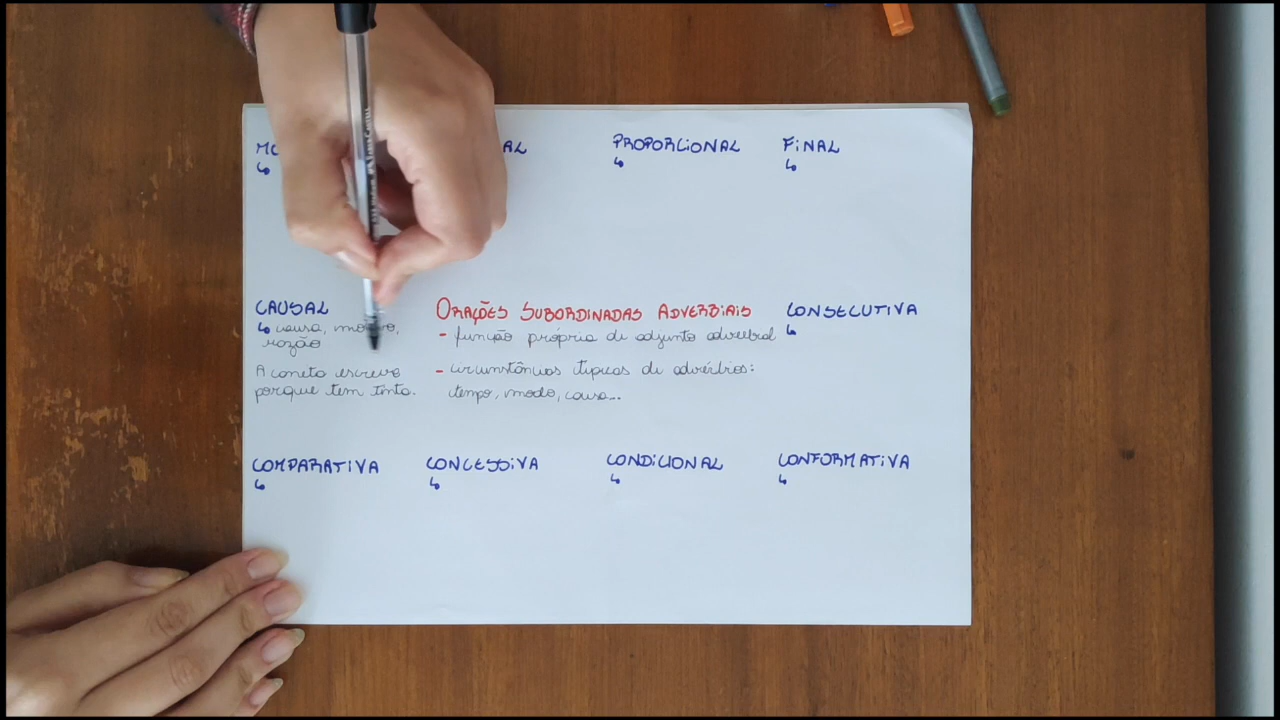 PROPORCIONAL
FINAL
CAUSAL
causa, motivo,
razão
A caneta escreve
porque tem tinta.
ORAÇÕES SUBORDINADAS ADVERBIAIS
- função própria de adjunto adverbial
- circunstâncias típicas de advérbios:
tempo, modo, causa...
CONSECUTIVA
COMPARATIVA
CONCESSIVA
CONDICIONAL
CONFORMATIVA